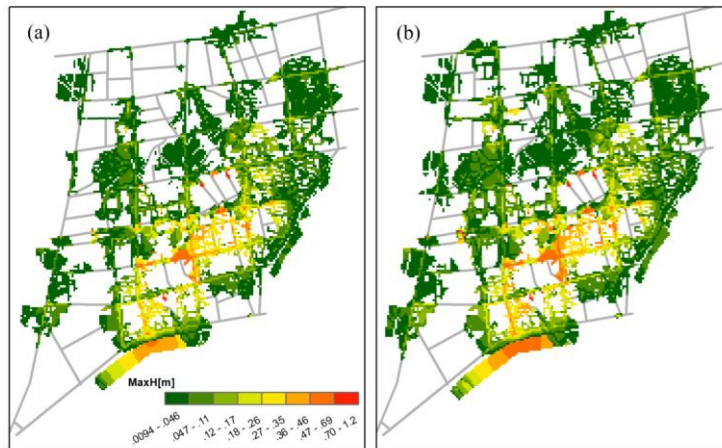 (a)
(b)
MaxH[m]
.0094 - .046
.047 - .11
.12 - .17
.18 - .26
.27 - .35
.36 - .46
.47 - .69
.70 - 1.2